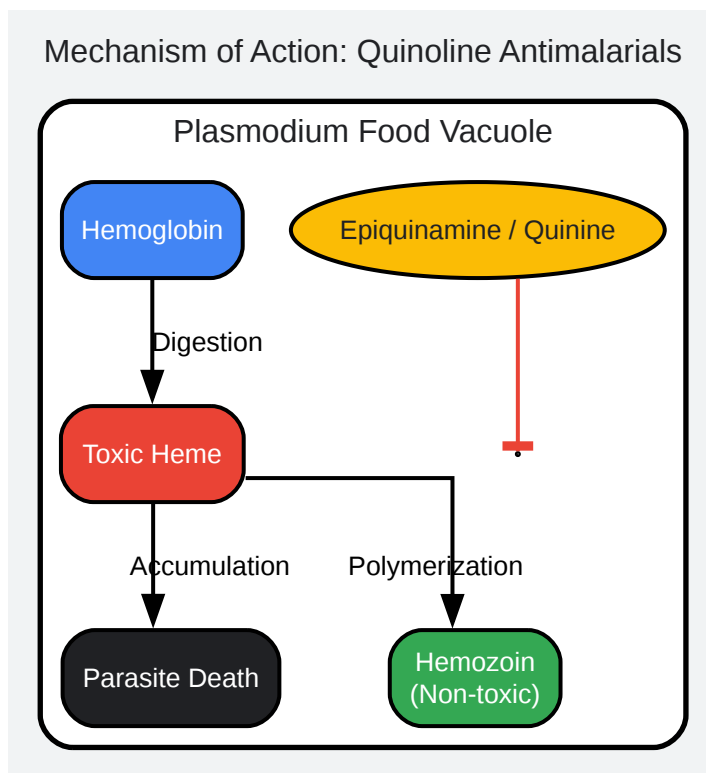 Mechanism of Action: Quinoline Antimalarials
Plasmodium Food Vacuole
Hemoglobin
Epiquinamine / Quinine
Digestion
Toxic Heme
Accumulation
Polymerization
Parasite Death
Hemozoin
(Non-toxic)